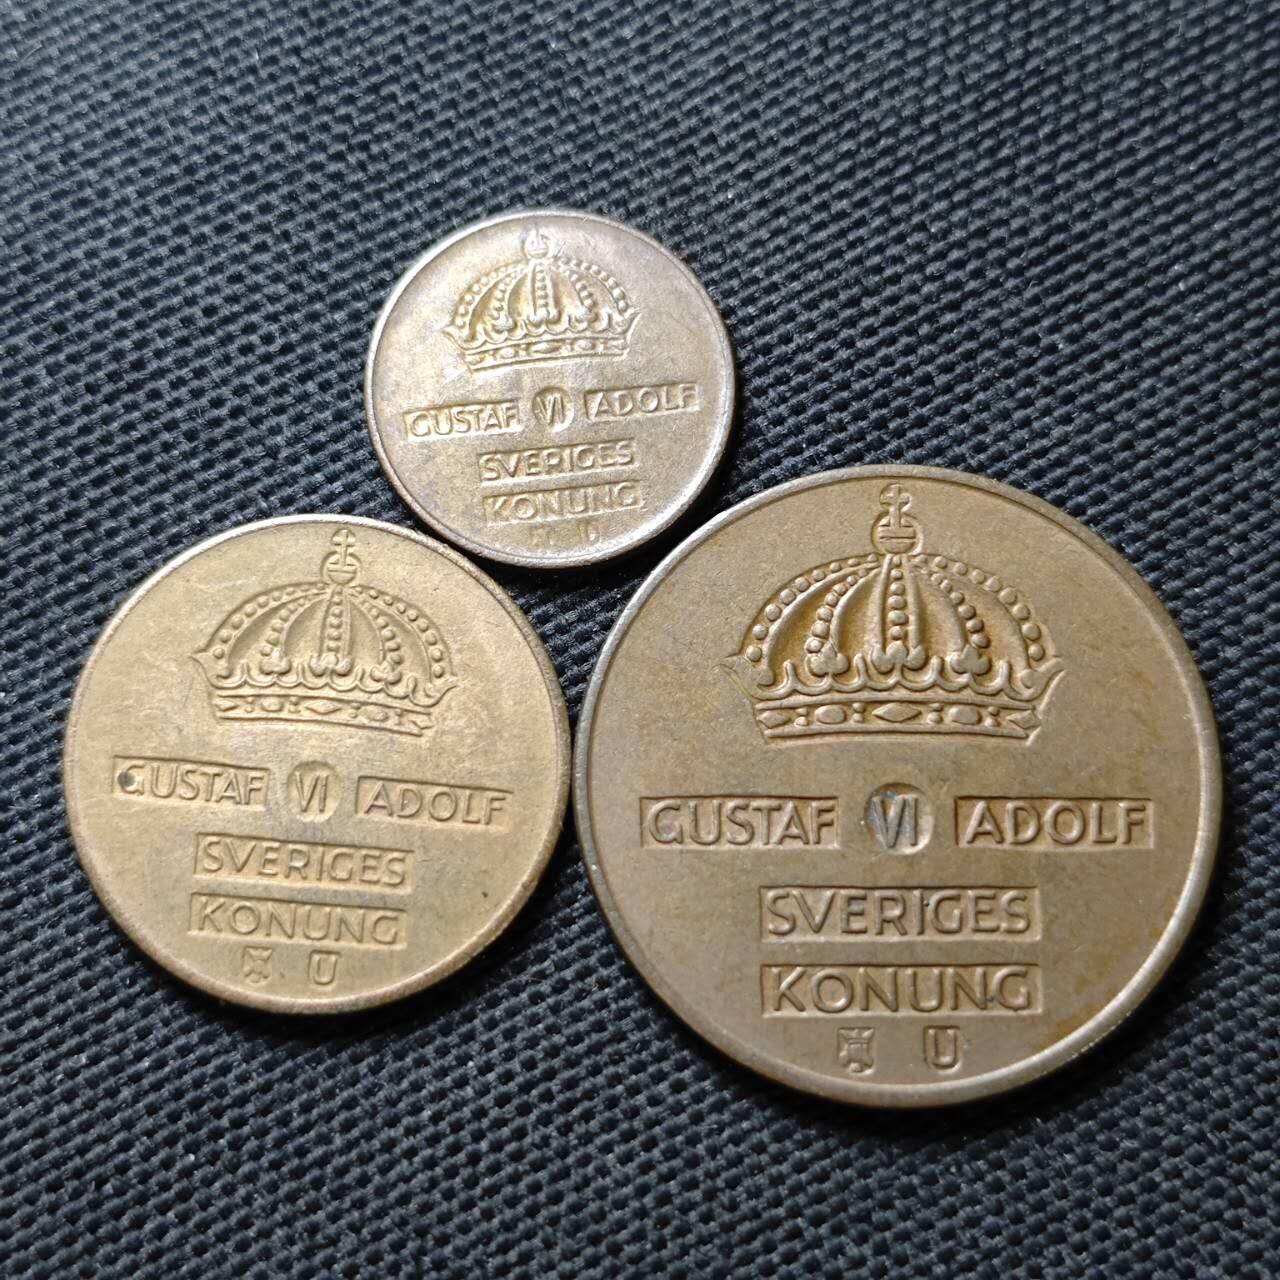 GUSTAF VI ADOLF
SVERIGES
KONUNG
U
GUSTAF VI ADOLF
SVERIGES
KONUNG
U
GUSTAF VI ADOLF
SVERIGES
KONUNG
U